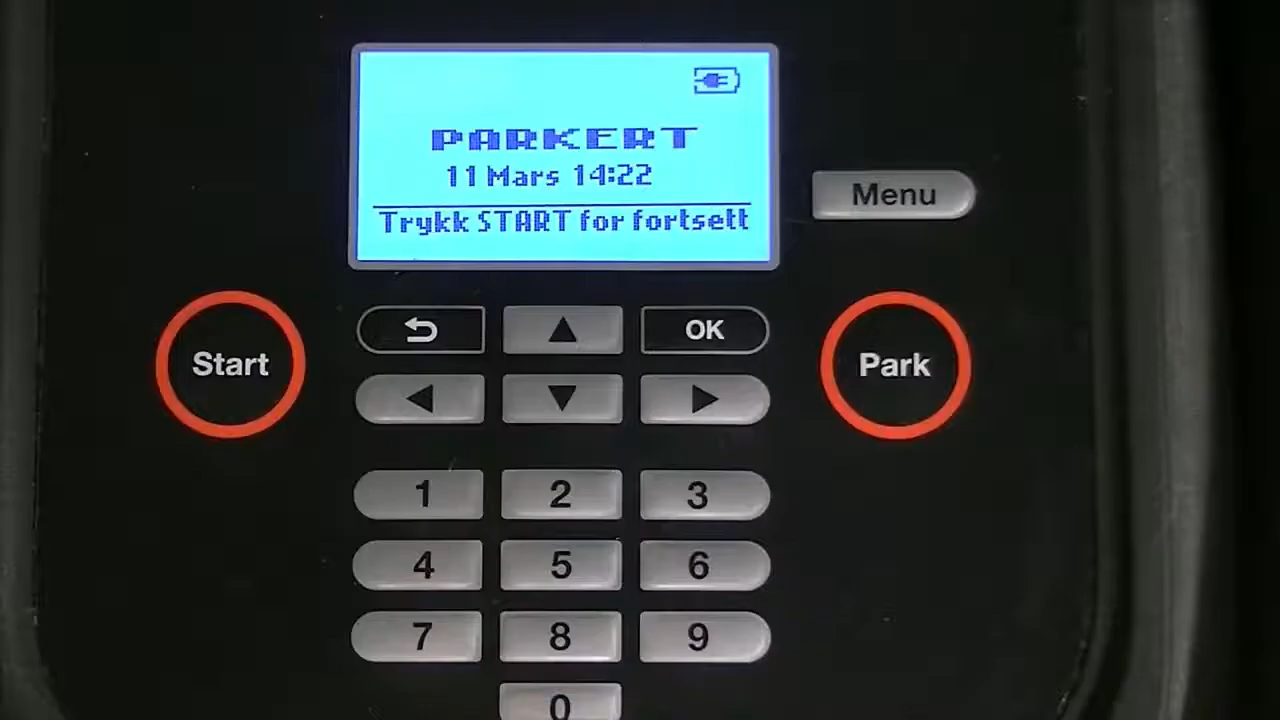 PARKERT
11 Mars 14:22
Trykk START for fortsett
Menu
Start
OK
Park
1 2 3
4 5 6
7 8 9
0